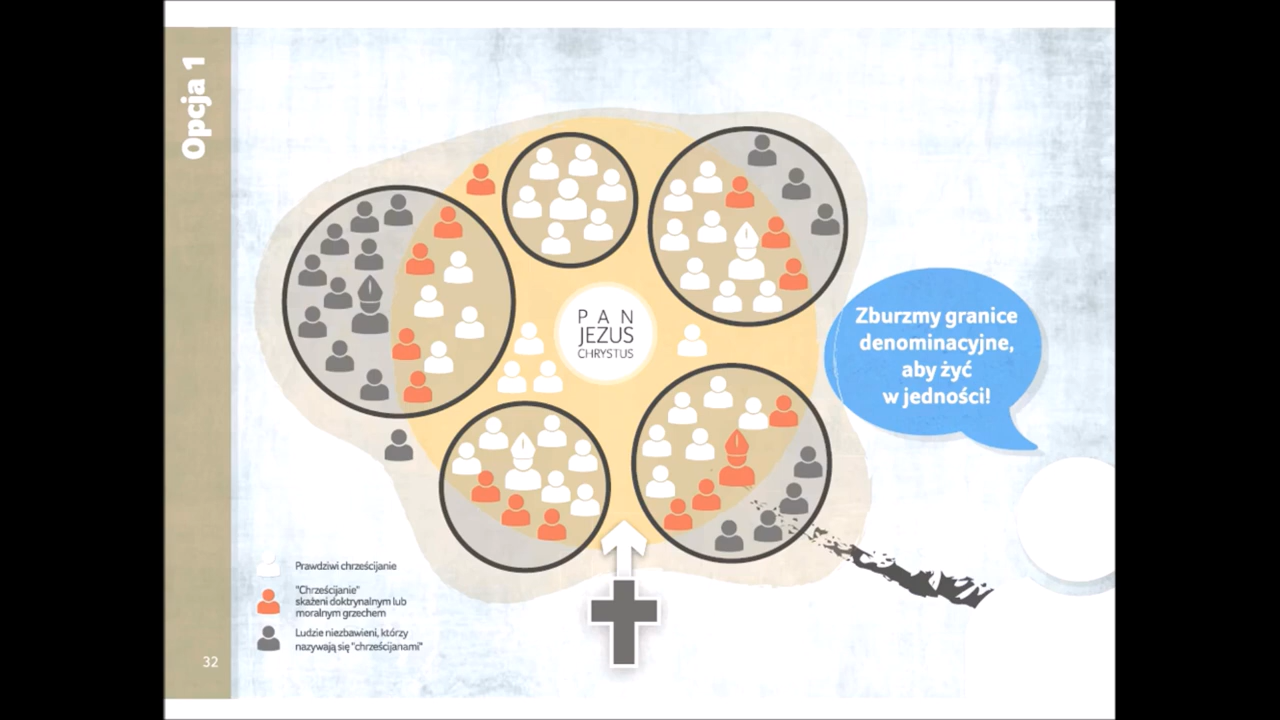 Opcja 1
PAN
JEZUS
CHRYSTUS
Zburzmy granice
denominacyjne,
aby żyć
w jedności!
Prawdziwi chrześcijanie
"Chrześcijanie"
skażeni doktrynalnym lub
moralnym grzechem
Ludzie niezbawieni, którzy
nazywają się "chrześcijanami"
32